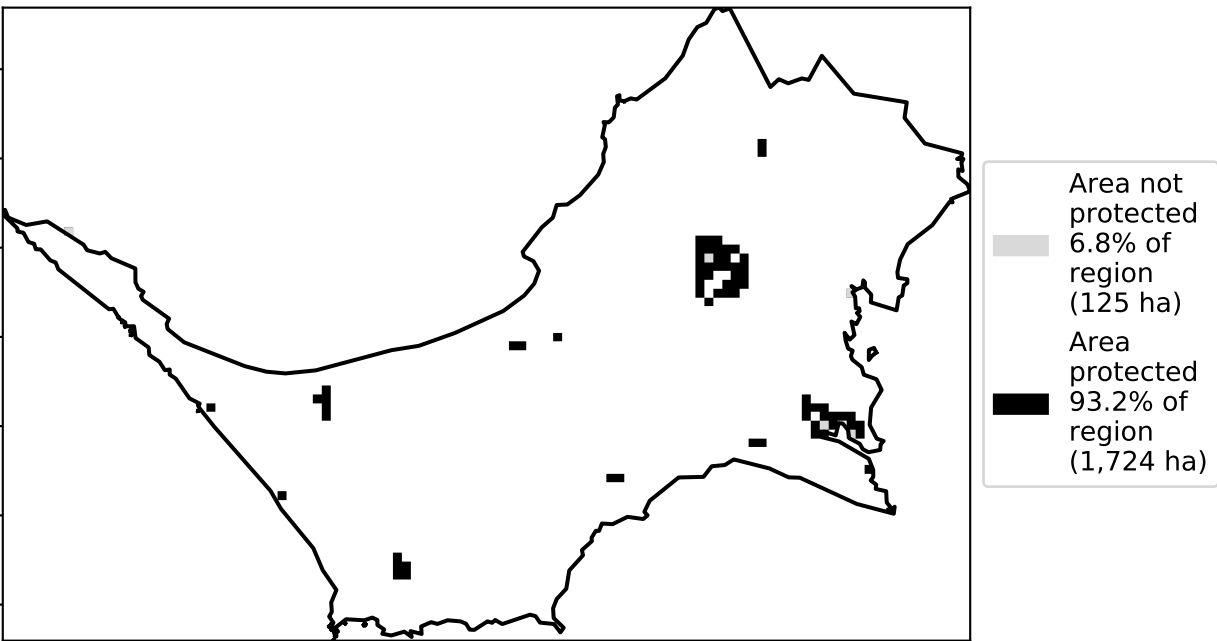 Area not
protected
6.8% of
region
(125 ha)
Area
protected
93.2% of
region
(1,724 ha)